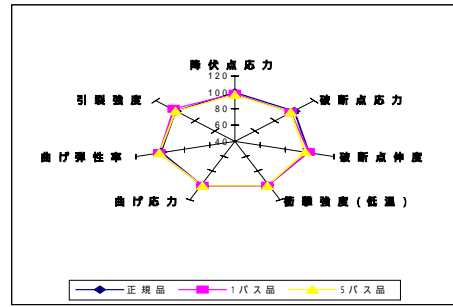 降伏点応力
120
100
80
60
40
破断点応力
破断点伸度
衝撃強度(低温)
曲げ応力
曲げ弾性率
引裂強度
正規品 1パス品 5パス品